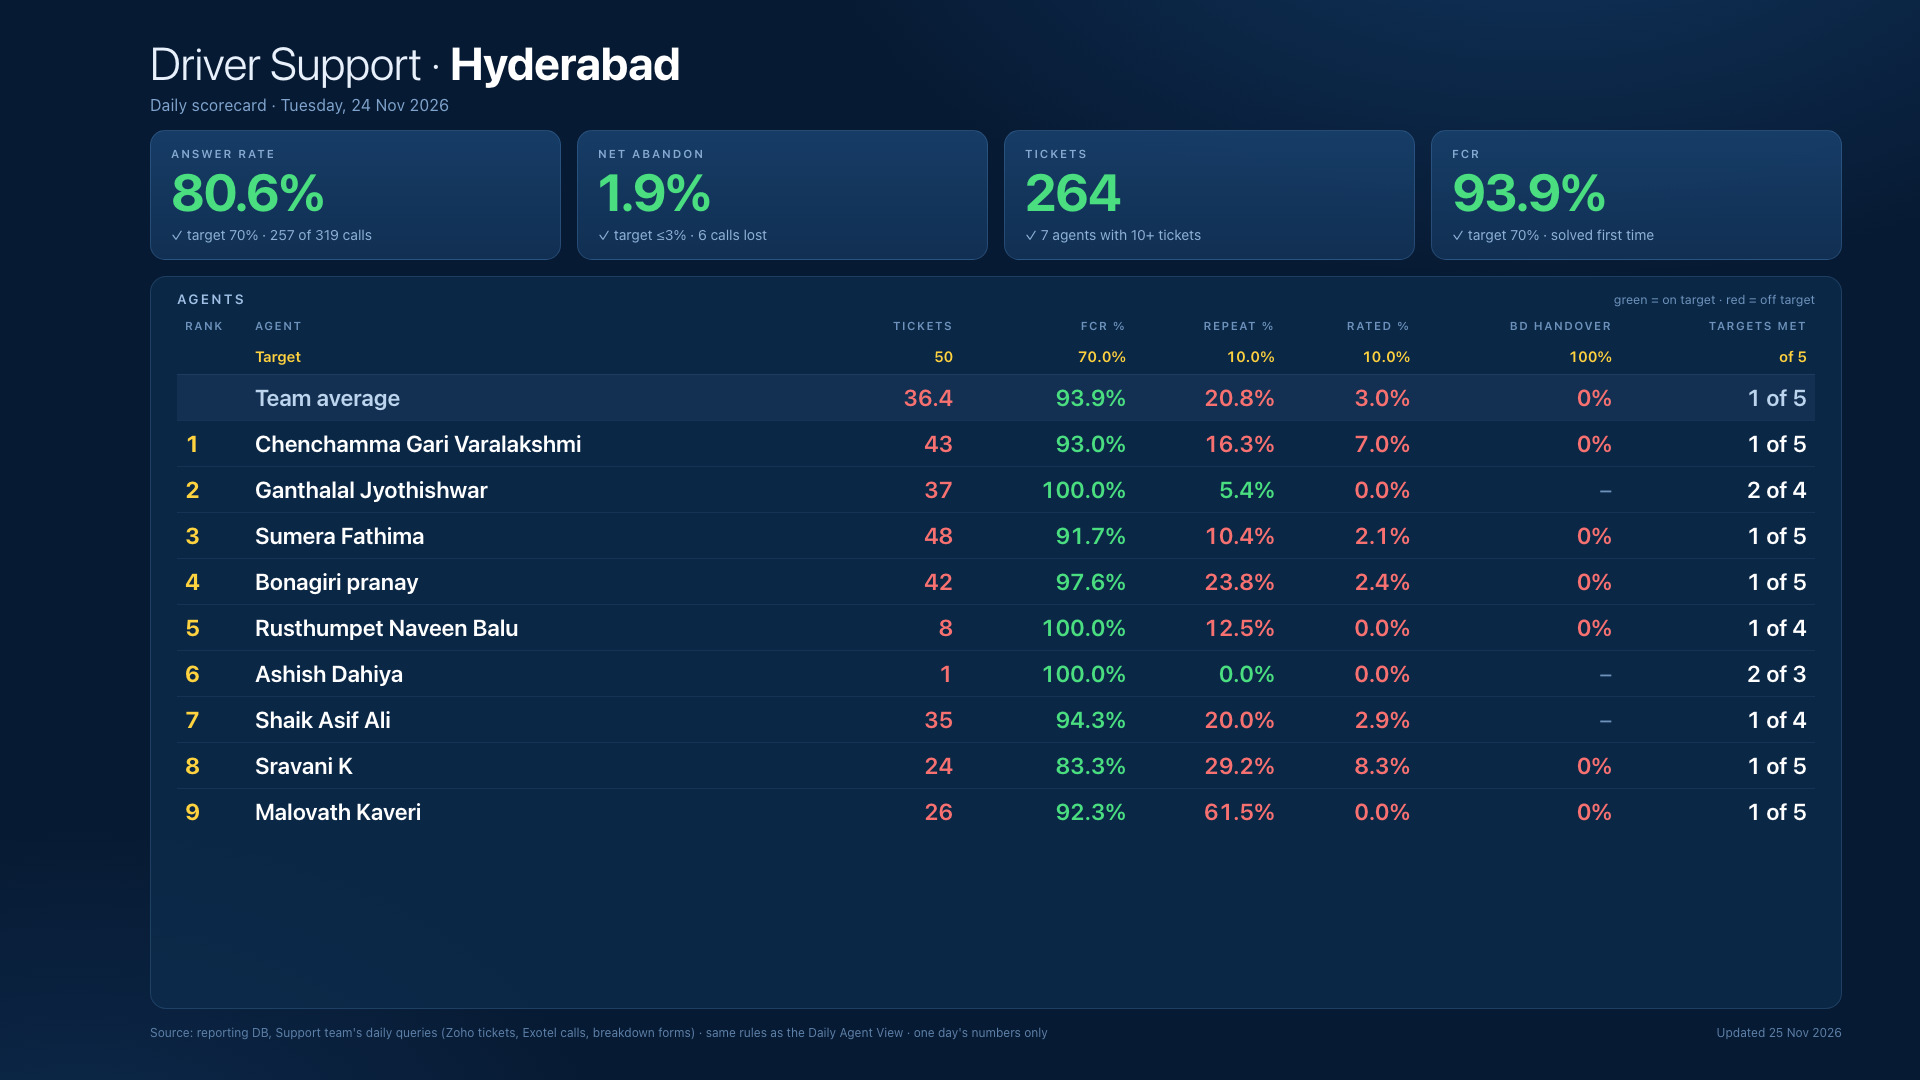 Driver Support · Hyderabad
Daily scorecard · Tuesday, 24 Nov 2026
ANSWER RATE
80.6%
✓ target 70% · 257 of 319 calls
NET ABANDON
1.9%
✓ target ≤3% · 6 calls lost
TICKETS
264
✓ 7 agents with 10+ tickets
FCR
93.9%
✓ target 70% · solved first time
AGENTS green = on target · red = off target
RANK AGENT TICKETS FCR % REPEAT % RATED % BD HANDOVER TARGETS MET
Target 50 70.0% 10.0% 10.0% 100% of 5
Team average 36.4 93.9% 20.8% 3.0% 0% 1 of 5
1 Chenchamma Gari Varalakshmi 43 93.0% 16.3% 7.0% 0% 1 of 5
2 Ganthalal Jyothishwar 37 100.0% 5.4% 0.0% – 2 of 4
3 Sumera Fathima 48 91.7% 10.4% 2.1% 0% 1 of 5
4 Bonagiri pranay 42 97.6% 23.8% 2.4% 0% 1 of 5
5 Rusthumpet Naveen Balu 8 100.0% 12.5% 0.0% 0% 1 of 4
6 Ashish Dahiya 1 100.0% 0.0% 0.0% – 2 of 3
7 Shaik Asif Ali 35 94.3% 20.0% 2.9% – 1 of 4
8 Sravani K 24 83.3% 29.2% 8.3% 0% 1 of 5
9 Malovath Kaveri 26 92.3% 61.5% 0.0% 0% 1 of 5
Source: reporting DB, Support team's daily queries (Zoho tickets, Exotel calls, breakdown forms) · same rules as the Daily Agent View · one day's numbers only
Updated 25 Nov 2026